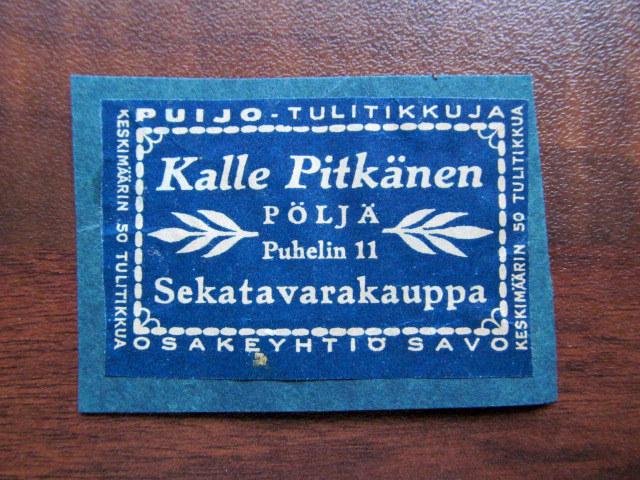 PUIJO-TULITIKKUJA
KESKIMÄÄRIN 50 TULITIKKUA
Kalle Pitkänen
PÖLJÄ
Puhelin 11
Sekatavarakauppa
KESKIMÄÄRIN 50 TULITIKKUA
OSAKEYHTIÖ SAVO